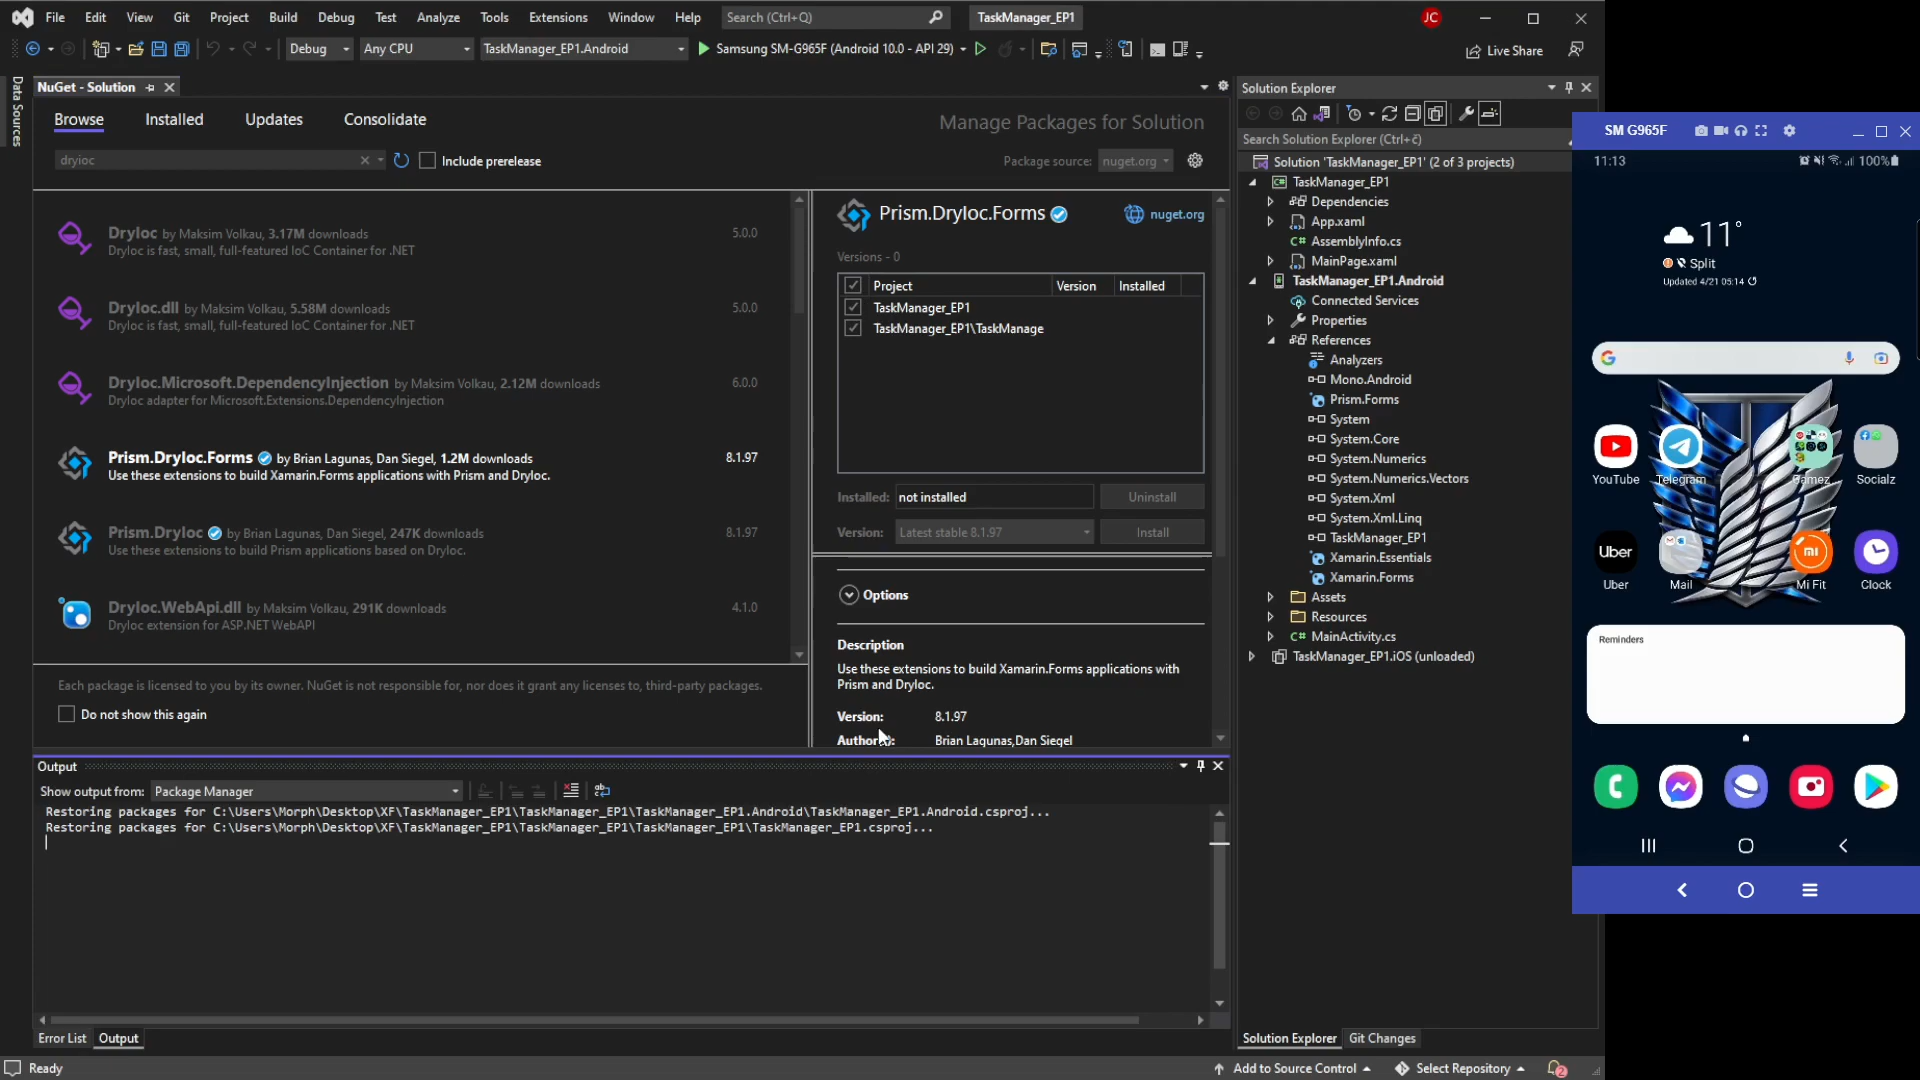 File Edit View Git Project Build Debug Test Analyze Tools Extensions Window Help Search (Ctrl+Q) TaskManager_EP1 JC
Debug Any CPU TaskManager_EP1.Android Samsung SM-G965F (Android 10.0 - API 29) Live Share
Data Sources
NuGet - Solution
Browse Installed Updates Consolidate
Manage Packages for Solution
dryioc
Include prerelease
Package source: nuget.org
DryIoc by Maksim Volkau, 3.17M downloads 5.0.0
DryIoc is fast, small, full-featured IoC Container for .NET
DryIoc.dll by Maksim Volkau, 5.58M downloads 5.0.0
DryIoc is fast, small, full-featured IoC Container for .NET
DryIoc.Microsoft.DependencyInjection by Maksim Volkau, 2.12M downloads 6.0.0
DryIoc adapter for Microsoft.Extensions.DependencyInjection
Prism.DryIoc.Forms by Brian Lagunas, Dan Siegel, 1.2M downloads 8.1.97
Use these extensions to build Xamarin.Forms applications with Prism and DryIoc.
Prism.DryIoc by Brian Lagunas, Dan Siegel, 247K downloads 8.1.97
Use these extensions to build Prism applications based on DryIoc.
DryIoc.WebApi.dll by Maksim Volkau, 291K downloads 4.1.0
DryIoc extension for ASP.NET WebAPI
Each package is licensed to you by its owner. NuGet is not responsible for, nor does it grant any licenses to, third-party packages.
Do not show this again
Prism.DryIoc.Forms nuget.org
Versions - 0
Project Version Installed
TaskManager_EP1
TaskManager_EP1\TaskManage
Installed: not installed Uninstall
Version: Latest stable 8.1.97 Install
Options
Description
Use these extensions to build Xamarin.Forms applications with
Prism and DryIoc.
Version: 8.1.97
Brian Lagunas,Dan Siegel
Output
Show output from: Package Manager
Restoring packages for C:\Users\Morph\Desktop\XF\TaskManager_EP1\TaskManager_EP1\TaskManager_EP1.Android\TaskManager_EP1.Android.csproj...
Restoring packages for C:\Users\Morph\Desktop\XF\TaskManager_EP1\TaskManager_EP1\TaskManager_EP1\TaskManager_EP1.csproj...
Error List Output
Ready
Add to Source Control Select Repository 2
Solution Explorer
Search Solution Explorer (Ctrl+č)
Solution 'TaskManager_EP1' (2 of 3 projects)
TaskManager_EP1
Dependencies
App.xaml
C# AssemblyInfo.cs
MainPage.xaml
TaskManager_EP1.Android
Connected Services
Properties
References
Analyzers
Mono.Android
Prism.Forms
System
System.Core
System.Numerics
System.Numerics.Vectors
System.Xml
System.Xml.Linq
TaskManager_EP1
Xamarin.Essentials
Xamarin.Forms
Assets
Resources
C# MainActivity.cs
TaskManager_EP1.iOS (unloaded)
Solution Explorer Git Changes
SM G965F
11:13 100%
11°
Split
Updated 4/21 05:14
YouTube Telegram Gamez Socialz
Uber
Uber Mail Mi Fit Clock
Reminders